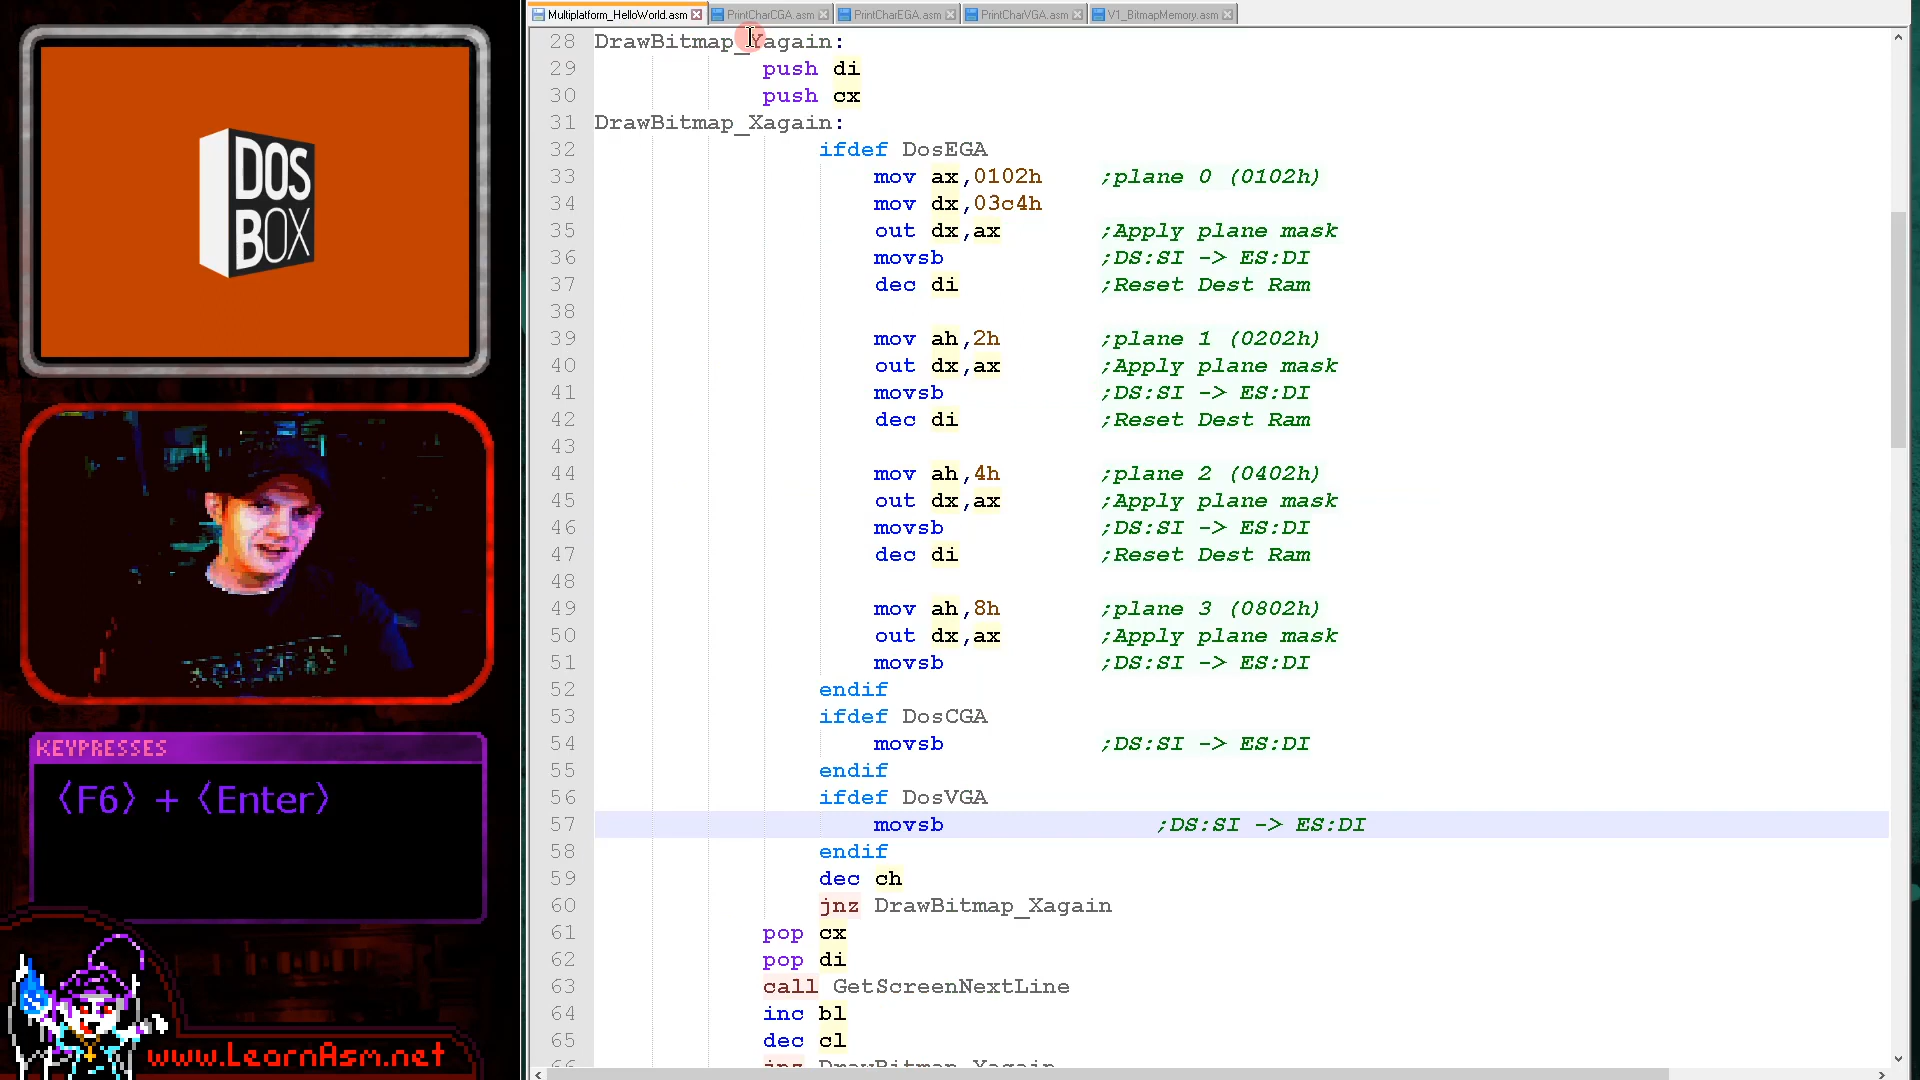 Multiplatform_HelloWorld.asm PrintCharCGA.asm PrintCharEGA.asm PrintCharVGA.asm V1_BitmapMemory.asm
28 DrawBitmap_Yagain:
29 push di
30 push cx
31 DrawBitmap_Xagain:
32 ifdef DosEGA
33 mov ax,0102h ;plane 0 (0102h)
34 mov dx,03c4h
35 out dx,ax ;Apply plane mask
36 movsb ;DS:SI -> ES:DI
37 dec di ;Reset Dest Ram
38
39 mov ah,2h ;plane 1 (0202h)
40 out dx,ax ;Apply plane mask
41 movsb ;DS:SI -> ES:DI
42 dec di ;Reset Dest Ram
43
44 mov ah,4h ;plane 2 (0402h)
45 out dx,ax ;Apply plane mask
46 movsb ;DS:SI -> ES:DI
47 dec di ;Reset Dest Ram
48
49 mov ah,8h ;plane 3 (0802h)
50 out dx,ax ;Apply plane mask
51 movsb ;DS:SI -> ES:DI
52 endif
53 ifdef DosCGA
54 movsb ;DS:SI -> ES:DI
55 endif
56 ifdef DosVGA
57 movsb ;DS:SI -> ES:DI
58 endif
59 dec ch
60 jnz DrawBitmap_Xagain
61 pop cx
62 pop di
63 call GetScreenNextLine
64 inc bl
65 dec cl
66 jnz DrawBitmap_Yagain
DOS
BOX
KEYPRESSES
〈F6〉 + 〈Enter〉
www.LearnAsm.net